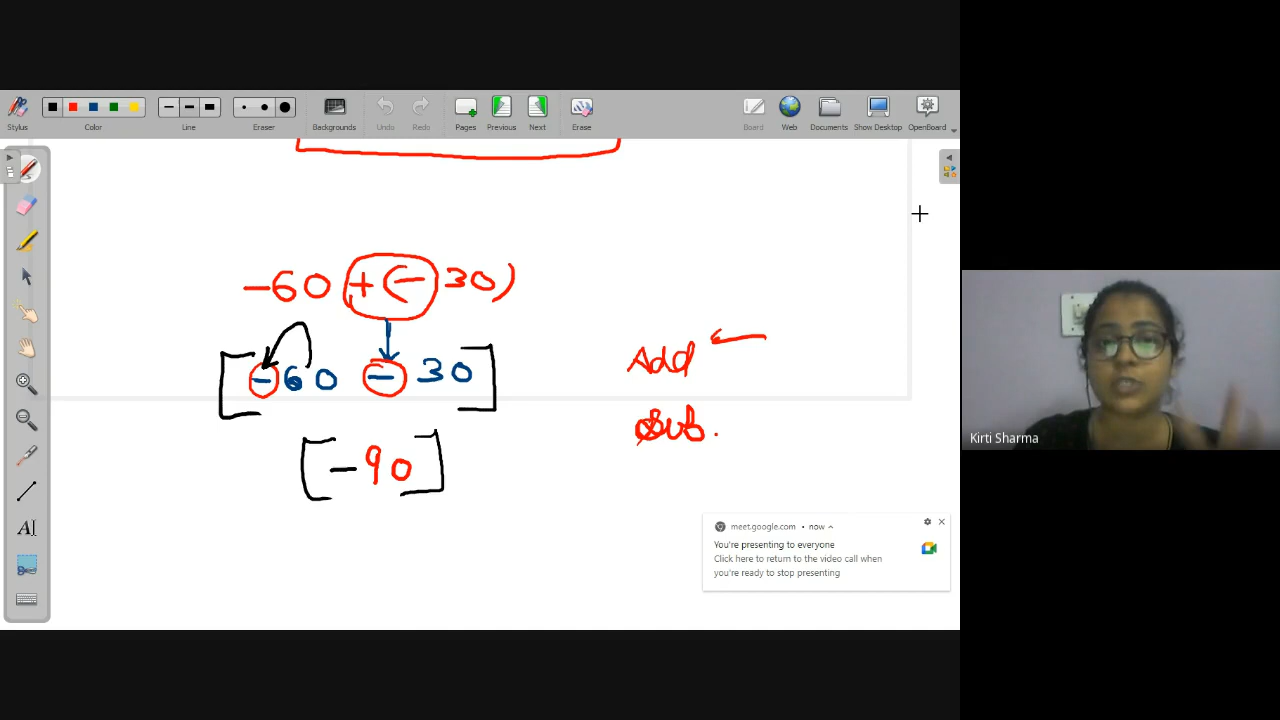 Stylus
Color
Line
Eraser
Backgrounds
Undo
Redo
Pages
Previous
Next
Erase
Board
Web
Documents
Show Desktop
OpenBoard
-60 +(-30)
[-60 - 30]
[-90]
Add
Sub.
Kirti Sharma
meet.google.com • now
You're presenting to everyone
Click here to return to the video call when
you're ready to stop presenting